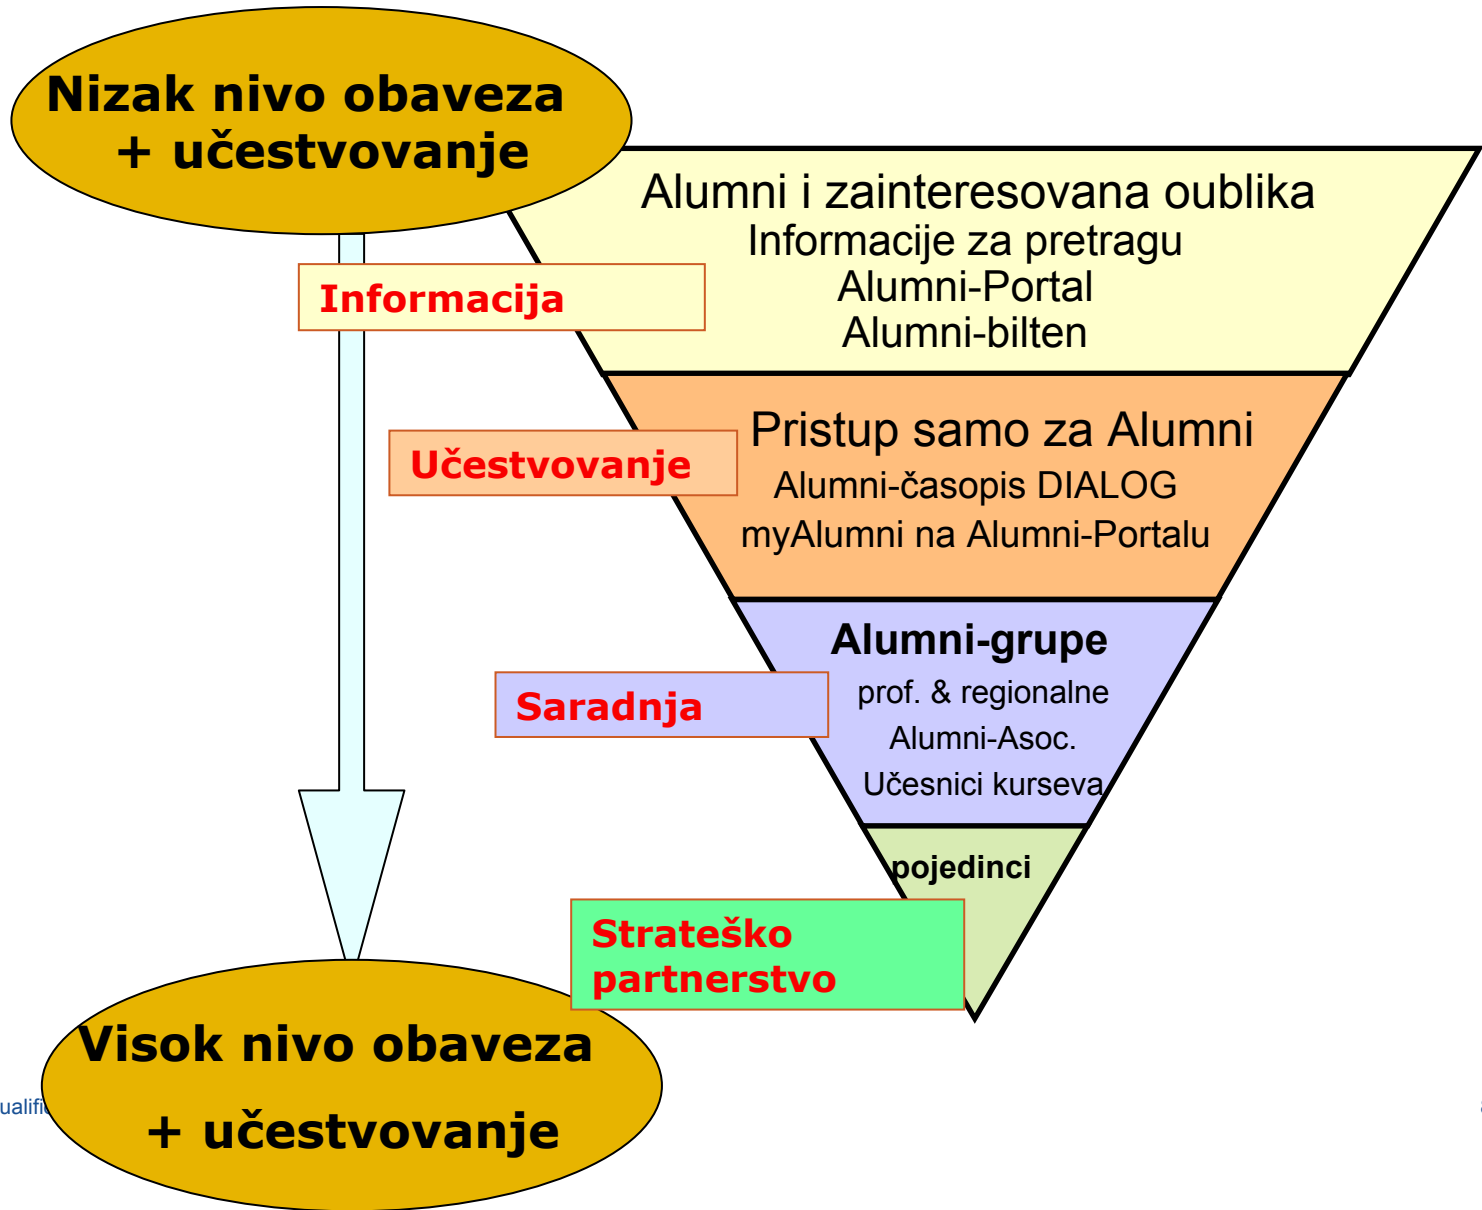 Nizak nivo obaveza
+ učestvovanje
Alumni i zainteresovana oublika
Informacije za pretragu
Alumni-Portal
Alumni-bilten
Informacija
Pristup samo za Alumni
Alumni-časopis DIALOG
myAlumni na Alumni-Portalu
Učestvovanje
Alumni-grupe
prof. & regionalne
Alumni-Asoc.
Učesnici kurseva
Saradnja
pojedinci
Strateško
partnerstvo
Visok nivo obaveza
+ učestvovanje